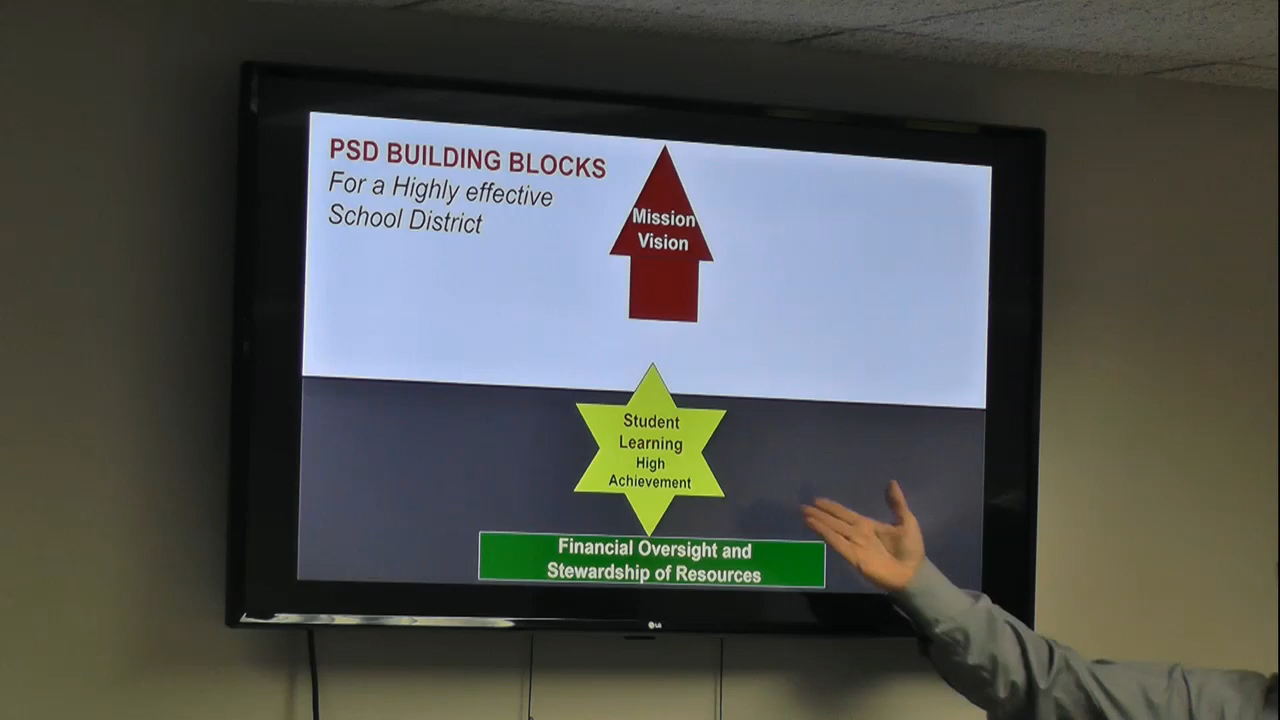 PSD BUILDING BLOCKS
For a Highly effective
School District
Mission
Vision
Student
Learning
High
Achievement
Financial Oversight and
Stewardship of Resources
LG